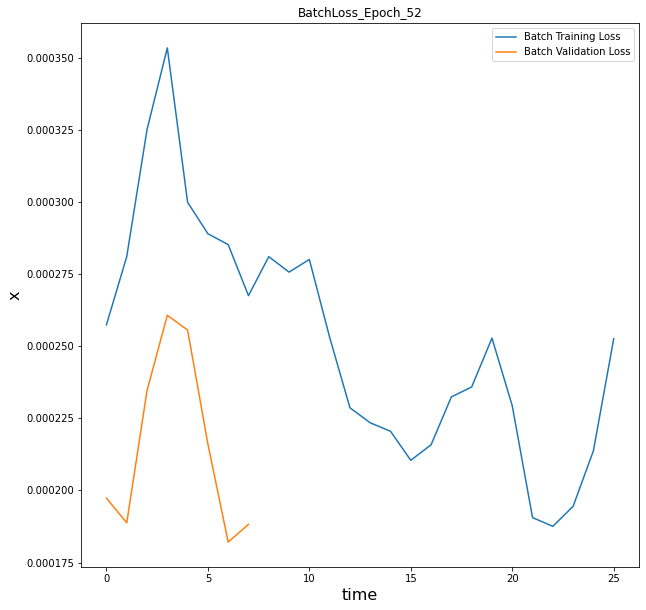 BatchLoss_Epoch_52
Batch Training Loss
Batch Validation Loss
0.000350
0.000325
0.000300
0.000275
0.000250
0.000225
0.000200
0.000175
x
0
5
10
15
20
25
time